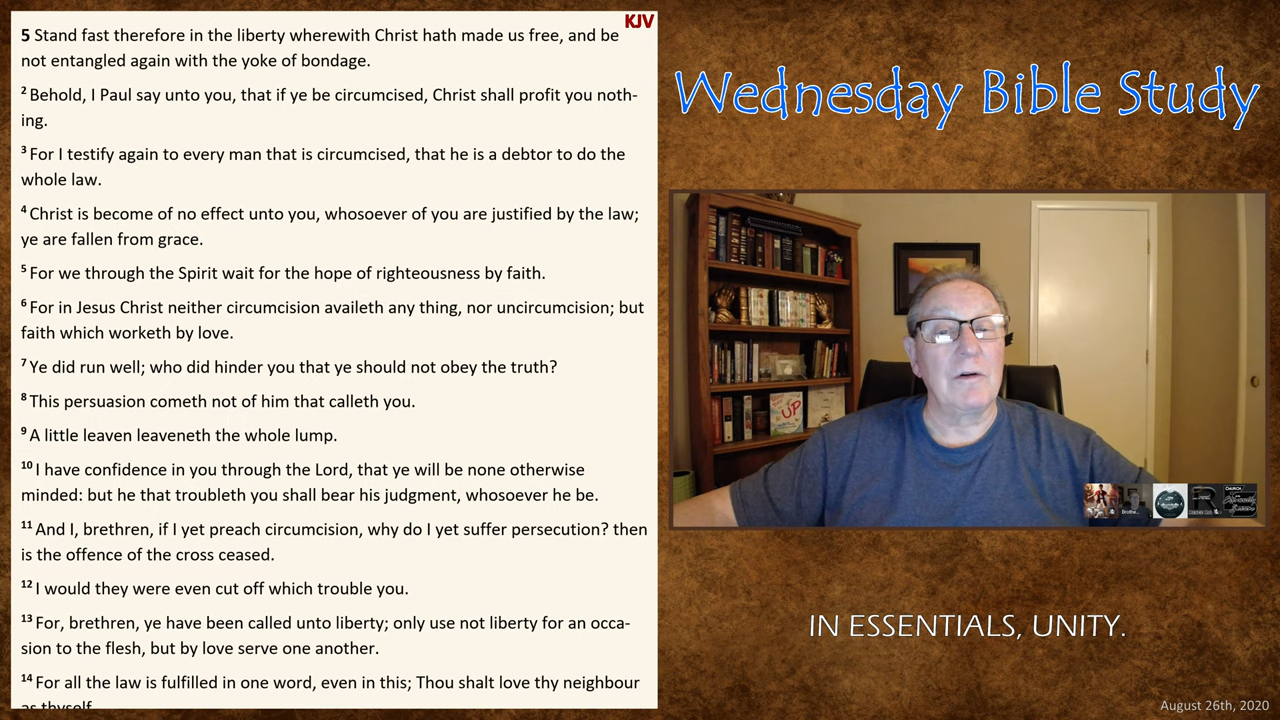 KJV
5 Stand fast therefore in the liberty wherewith Christ hath made us free, and be
not entangled again with the yoke of bondage.
2 Behold, I Paul say unto you, that if ye be circumcised, Christ shall profit you noth-
ing.
3 For I testify again to every man that is circumcised, that he is a debtor to do the
whole law.
4 Christ is become of no effect unto you, whosoever of you are justified by the law;
ye are fallen from grace.
5 For we through the Spirit wait for the hope of righteousness by faith.
6 For in Jesus Christ neither circumcision availeth any thing, nor uncircumcision; but
faith which worketh by love.
7 Ye did run well; who did hinder you that ye should not obey the truth?
8 This persuasion cometh not of him that calleth you.
9 A little leaven leaveneth the whole lump.
10 I have confidence in you through the Lord, that ye will be none otherwise
minded: but he that troubleth you shall bear his judgment, whosoever he be.
11 And I, brethren, if I yet preach circumcision, why do I yet suffer persecution? then
is the offence of the cross ceased.
12 I would they were even cut off which trouble you.
13 For, brethren, ye have been called unto liberty; only use not liberty for an occa-
sion to the flesh, but by love serve one another.
14 For all the law is fulfilled in one word, even in this; Thou shalt love thy neighbour
as thyself
Wednesday Bible Study
UP
Brothe...
CHURCH
IN ESSENTIALS, UNITY.
August 26th, 2020